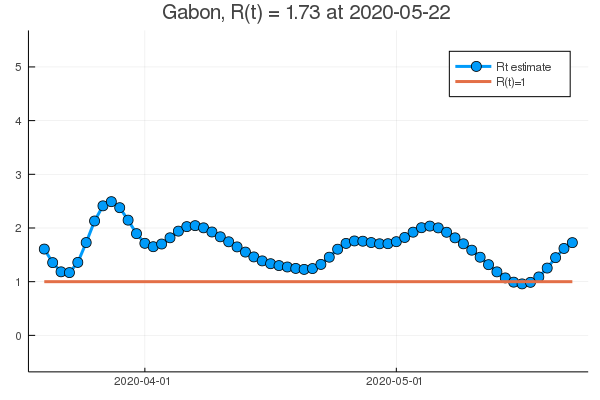 Gabon, R(t) = 1.73 at 2020-05-22
Rt estimate
R(t)=1
5
4
3
2
1
0
2020-04-01
2020-05-01